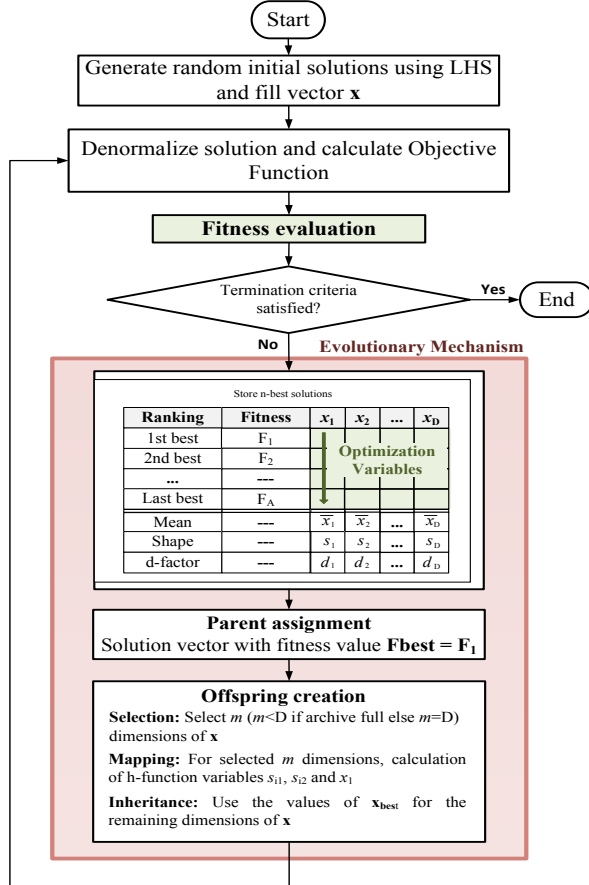 Start
Generate random initial solutions using LHS
and fill vector x
Denormalize solution and calculate Objective
Function
Fitness evaluation
Termination criteria
satisfied?
Yes
End
No
Evolutionary Mechanism
Store n-best solutions
Ranking Fitness x1 x2 ... xD
1st best F1
2nd best F2
... ---
Last best FA
Optimization
Variables
Mean --- x̄1 x̄2 ... x̄D
Shape --- s1 s2 ... sD
d-factor --- d1 d2 ... dD
Parent assignment
Solution vector with fitness value Fbest = F1
Offspring creation
Selection: Select m (m<D if archive full else m=D)
dimensions of x
Mapping: For selected m dimensions, calculation
of h-function variables si1, si2 and x1
Inheritance: Use the values of xbest for the
remaining dimensions of x